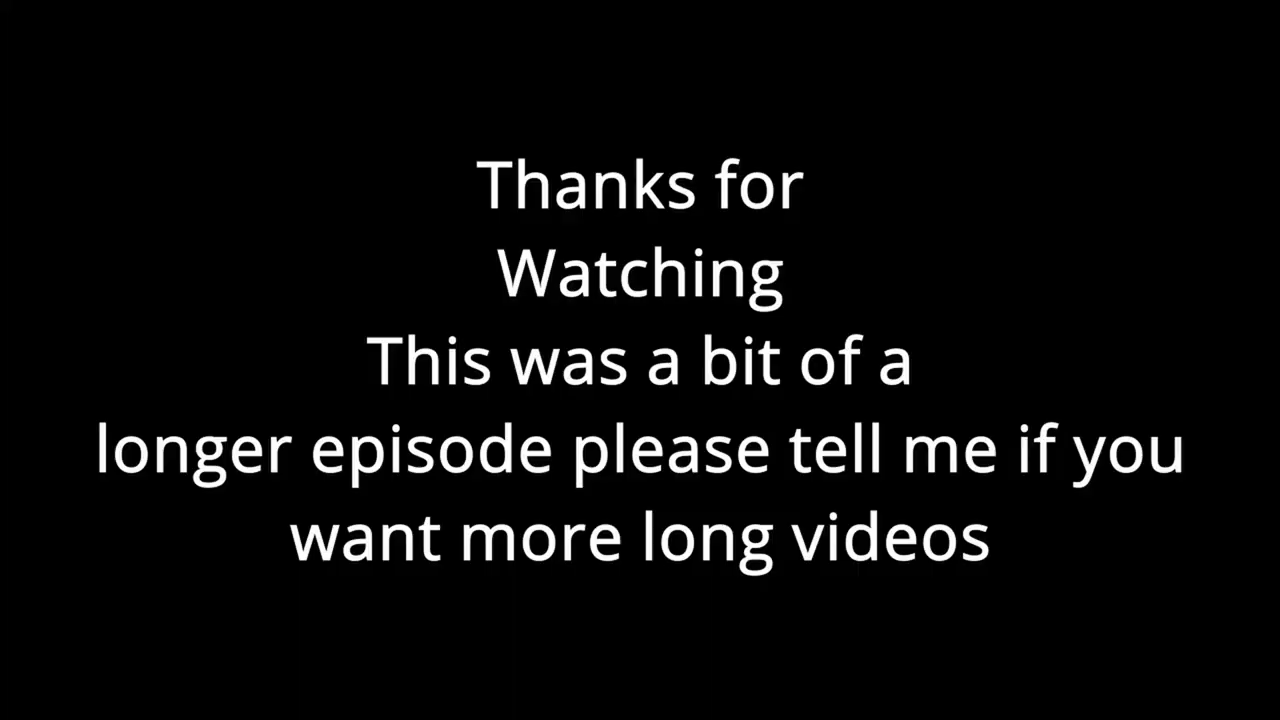 Thanks for
Watching
This was a bit of a
longer episode please tell me if you
want more long videos